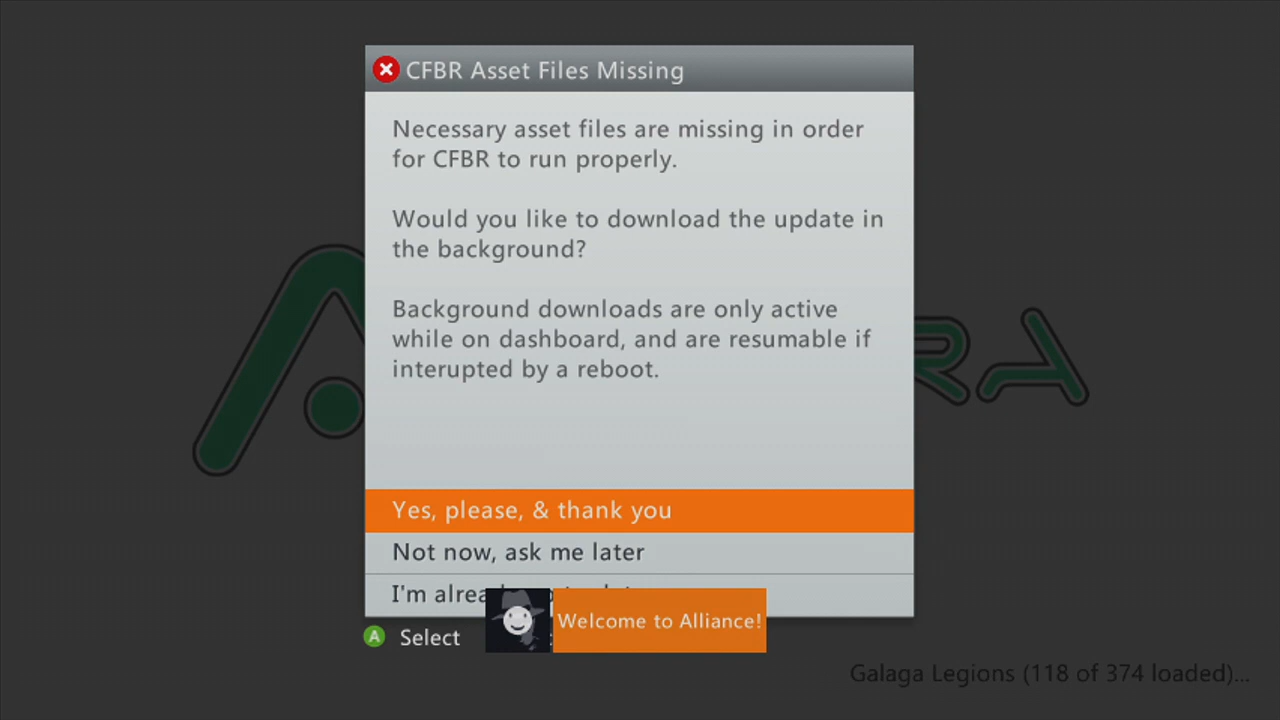 CFBR Asset Files Missing
Necessary asset files are missing in order
for CFBR to run properly.
Would you like to download the update in
the background?
Background downloads are only active
while on dashboard, and are resumable if
interupted by a reboot.
Yes, please, & thank you
Not now, ask me later
I'm
Welcome to Alliance!
A Select
Galaga Legions (118 of 374 loaded)...